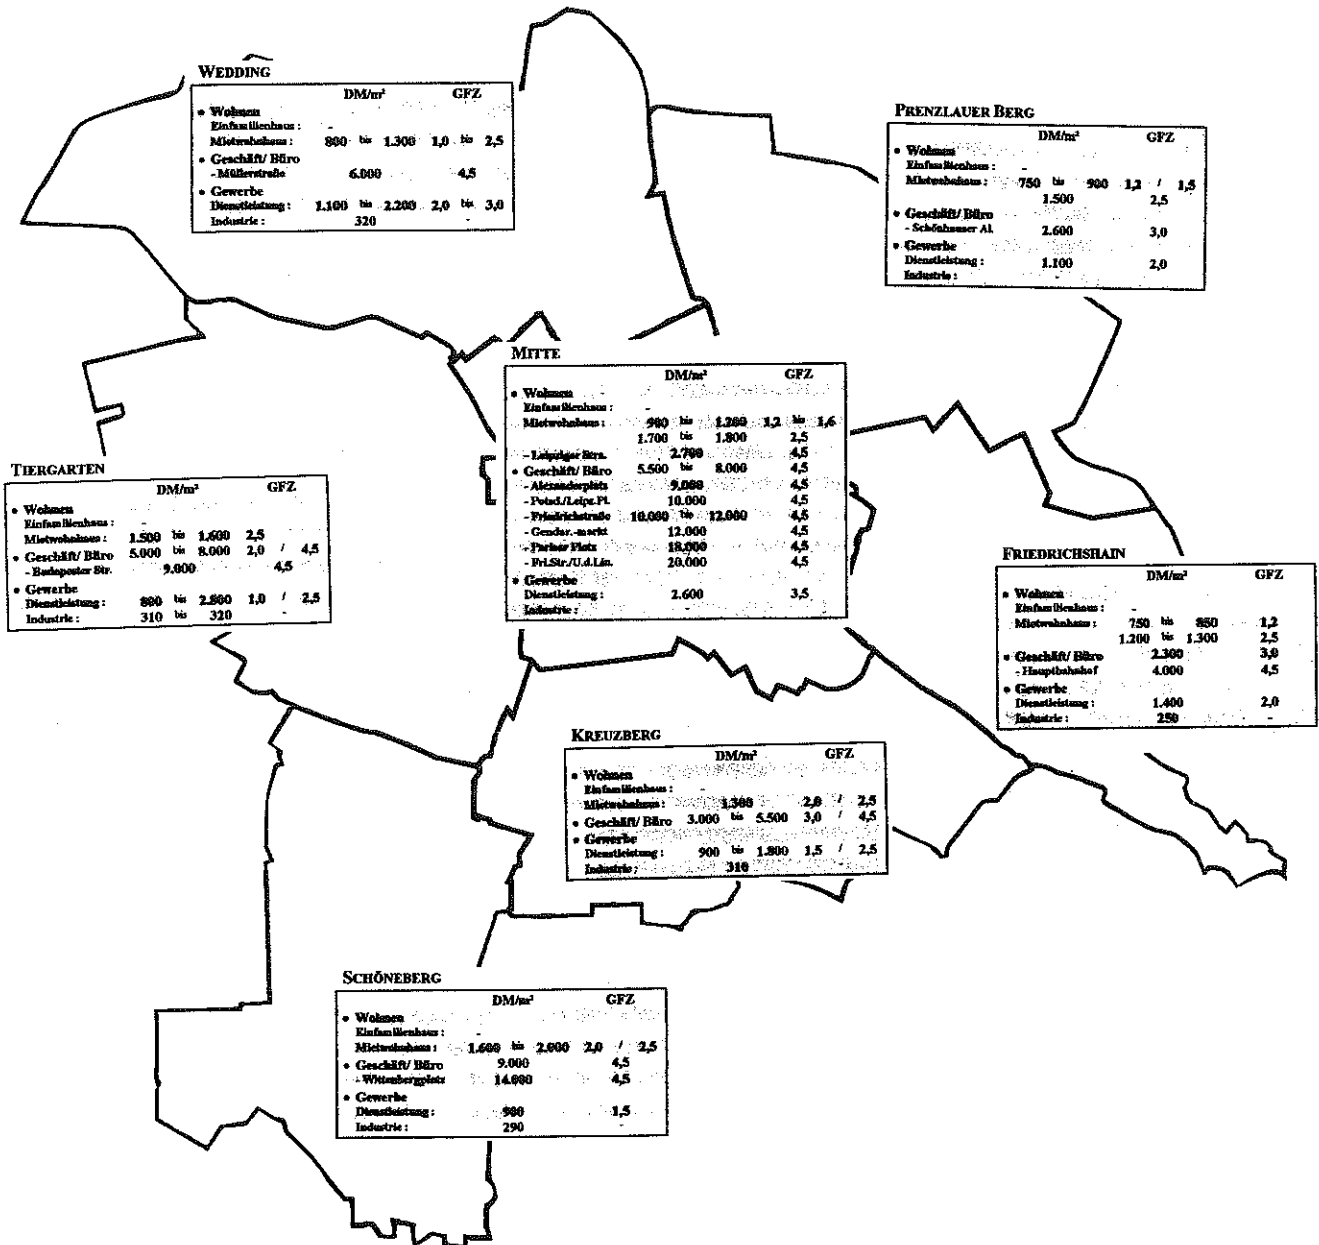 WEDDING
DM/m² GFZ
• Wohnen
Einfamilienhaus : -
Mietwohnhaus : 800 bis 1.300 1,0 bis 2,5
• Geschäft/ Büro
- Müllerstraße 6.000 4,5
• Gewerbe
Dienstleistung : 1.100 bis 2.200 2,0 bis 3,0
Industrie : 320 -
PRENZLAUER BERG
DM/m² GFZ
• Wohnen
Einfamilienhaus : -
Mietwohnhaus : 750 bis 900 1,2 / 1,5
1.500 2,5
• Geschäft/ Büro
- Schönhauser Al. 2.600 3,0
• Gewerbe
Dienstleistung : 1.100 2,0
Industrie : -
MITTE
DM/m² GFZ
• Wohnen
Einfamilienhaus : -
Mietwohnhaus : 900 bis 1.200 1,2 bis 1,6
1.700 bis 1.800 2,5
- Leipziger Strs. 2.700 4,5
• Geschäft/ Büro 5.500 bis 8.000 4,5
- Alexanderplatz 9.000 4,5
- Potsd./Leipz.Pl. 10.000 4,5
- Friedrichstraße 10.000 bis 12.000 4,5
- Gendar.-markt 12.000 4,5
- Pariser Platz 18.000 4,5
- Fri.Str./U.d.Lin. 20.000 4,5
• Gewerbe
Dienstleistung : 2.600 3,5
Industrie : -
TIERGARTEN
DM/m² GFZ
• Wohnen
Einfamilienhaus : -
Mietwohnhaus : 1.500 bis 1.600 2,5
• Geschäft/ Büro 5.000 bis 8.000 2,0 / 4,5
- Budapester Str. 9.000 4,5
• Gewerbe
Dienstleistung : 800 bis 2.800 1,0 / 2,5
Industrie : 310 bis 320 -
FRIEDRICHSHAIN
DM/m² GFZ
• Wohnen
Einfamilienhaus : -
Mietwohnhaus : 750 bis 850 1,2
1.200 bis 1.300 2,5
• Geschäft/ Büro 2.300 3,0
- Hauptbahnhof 4.000 4,5
• Gewerbe
Dienstleistung : 1.400 2,0
Industrie : 250 -
KREUZBERG
DM/m² GFZ
• Wohnen
Einfamilienhaus : -
Mietwohnhaus : 1.300 2,0 / 2,5
• Geschäft/ Büro 3.000 bis 5.500 3,0 / 4,5
• Gewerbe
Dienstleistung : 900 bis 1.800 1,5 / 2,5
Industrie : 310 -
SCHÖNEBERG
DM/m² GFZ
• Wohnen
Einfamilienhaus : -
Mietwohnhaus : 1.600 bis 2.000 2,0 / 2,5
• Geschäft/ Büro 9.000 4,5
- Wittenbergplatz 14.000 4,5
• Gewerbe
Dienstleistung : 900 1,5
Industrie : 290 -